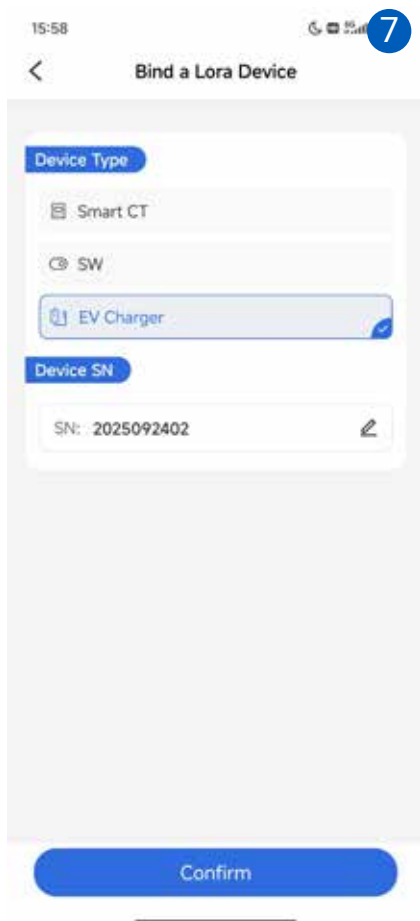 15:58
7
Bind a Lora Device
Device Type
Smart CT
SW
EV Charger
Device SN
SN: 2025092402
Confirm